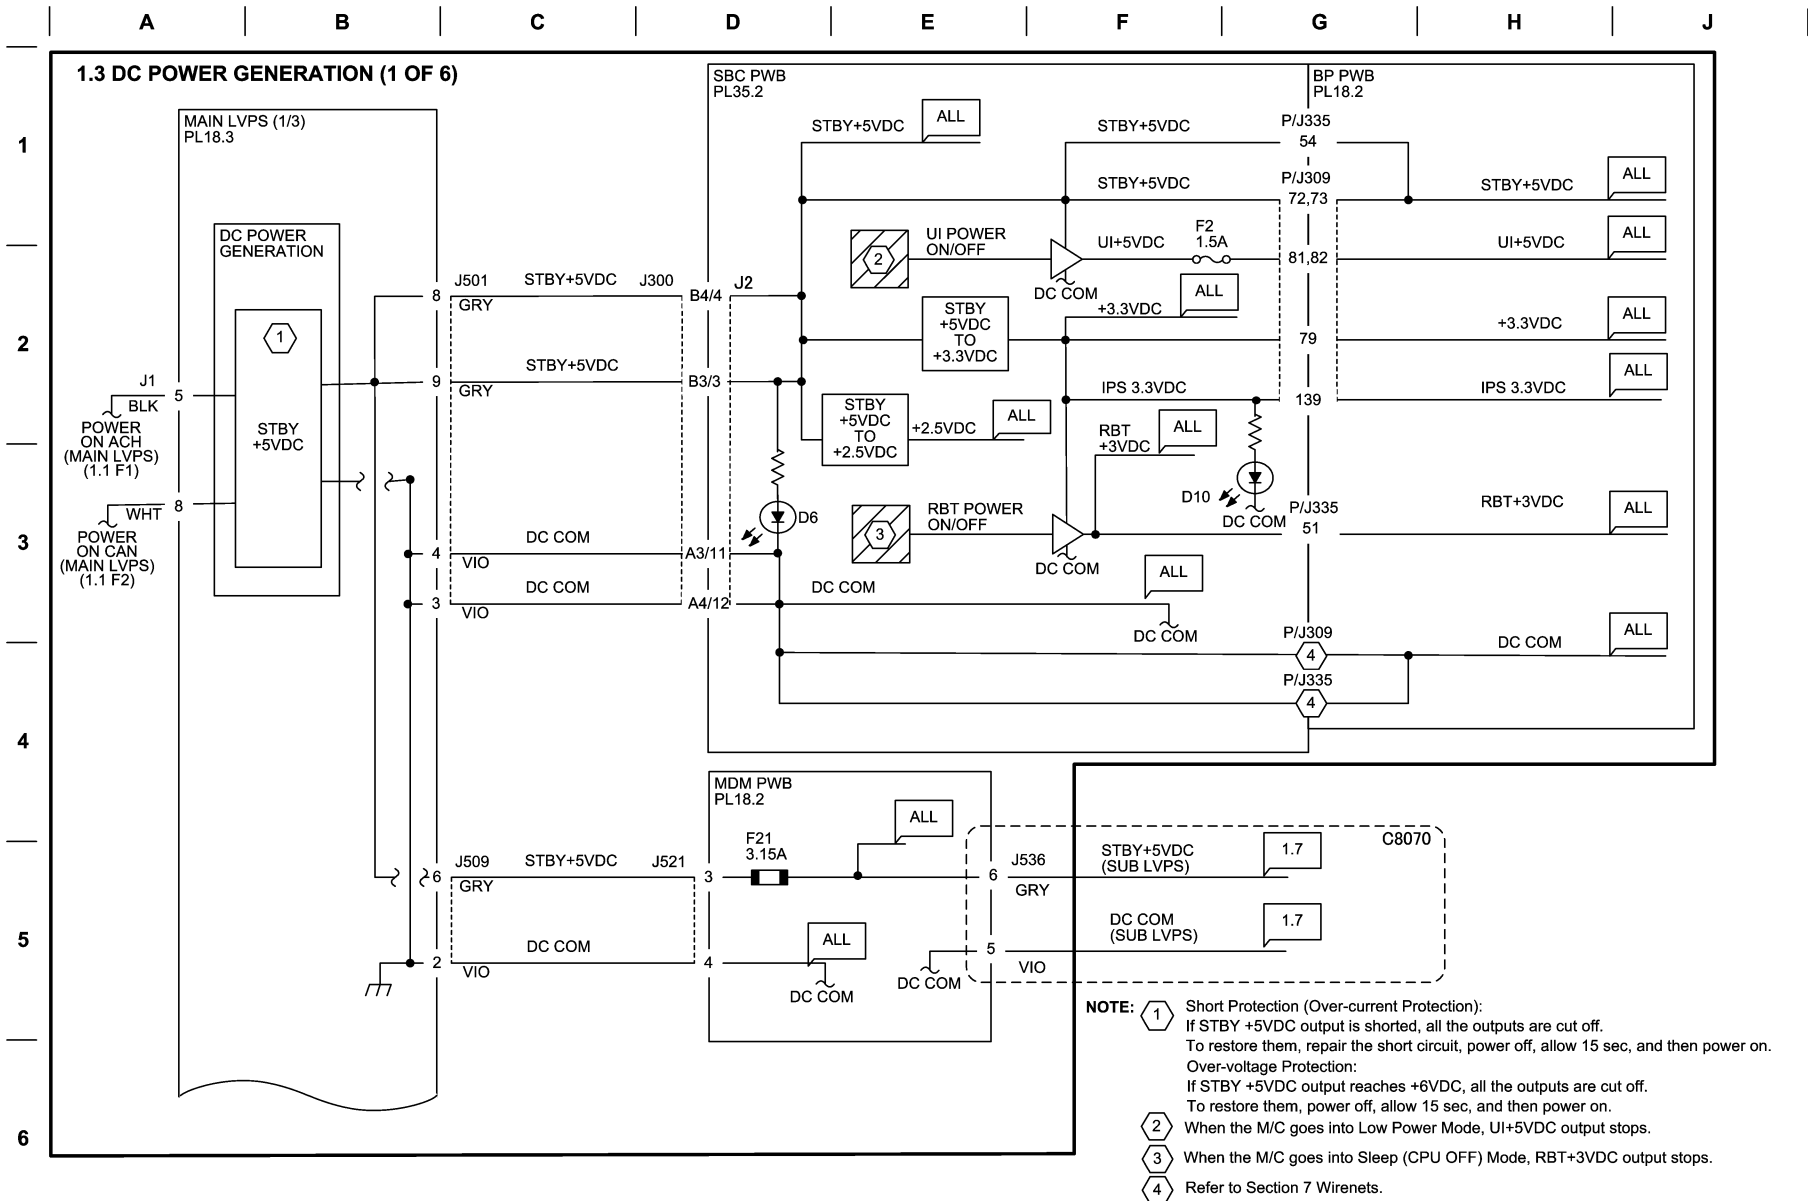 A B C D E F G H J
1.3 DC POWER GENERATION (1 OF 6)
1
2
3
4
5
6
MAIN LVPS (1/3)
PL18.3
DC POWER
GENERATION
1
STBY
+5VDC
J1
5
BLK
POWER
ON ACH
(MAIN LVPS)
(1.1 F1)
8
WHT
POWER
ON CAN
(MAIN LVPS)
(1.1 F2)
J501
8
GRY
STBY+5VDC
J300
B4/4
J2
9
GRY
STBY+5VDC
B3/3
4
VIO
DC COM
A3/11
3
VIO
DC COM
A4/12
SBC PWB
PL35.2
STBY+5VDC
ALL
STBY+5VDC
STBY+5VDC
2
UI POWER
ON/OFF
DC COM
UI+5VDC
F2
1.5A
STBY
+5VDC
TO
+3.3VDC
+3.3VDC
ALL
STBY
+5VDC
TO
+2.5VDC
+2.5VDC
ALL
IPS 3.3VDC
RBT
+3VDC
ALL
D6
D10
DC COM
3
RBT POWER
ON/OFF
DC COM
DC COM
ALL
DC COM
BP PWB
PL18.2
P/J335
54
P/J309
72,73
STBY+5VDC
ALL
81,82
UI+5VDC
ALL
79
+3.3VDC
ALL
139
IPS 3.3VDC
ALL
P/J335
51
RBT+3VDC
ALL
P/J309
4
DC COM
ALL
P/J335
4
J509
6
GRY
STBY+5VDC
J521
3
2
VIO
DC COM
4
MDM PWB
PL18.2
F21
3.15A
ALL
ALL
DC COM
DC COM
6
J536
GRY
5
VIO
STBY+5VDC
(SUB LVPS)
1.7
C8070
DC COM
(SUB LVPS)
1.7
NOTE: 1 Short Protection (Over-current Protection):
If STBY +5VDC output is shorted, all the outputs are cut off.
To restore them, repair the short circuit, power off, allow 15 sec, and then power on.
Over-voltage Protection:
If STBY +5VDC output reaches +6VDC, all the outputs are cut off.
To restore them, power off, allow 15 sec, and then power on.
2 When the M/C goes into Low Power Mode, UI+5VDC output stops.
3 When the M/C goes into Sleep (CPU OFF) Mode, RBT+3VDC output stops.
4 Refer to Section 7 Wirenets.